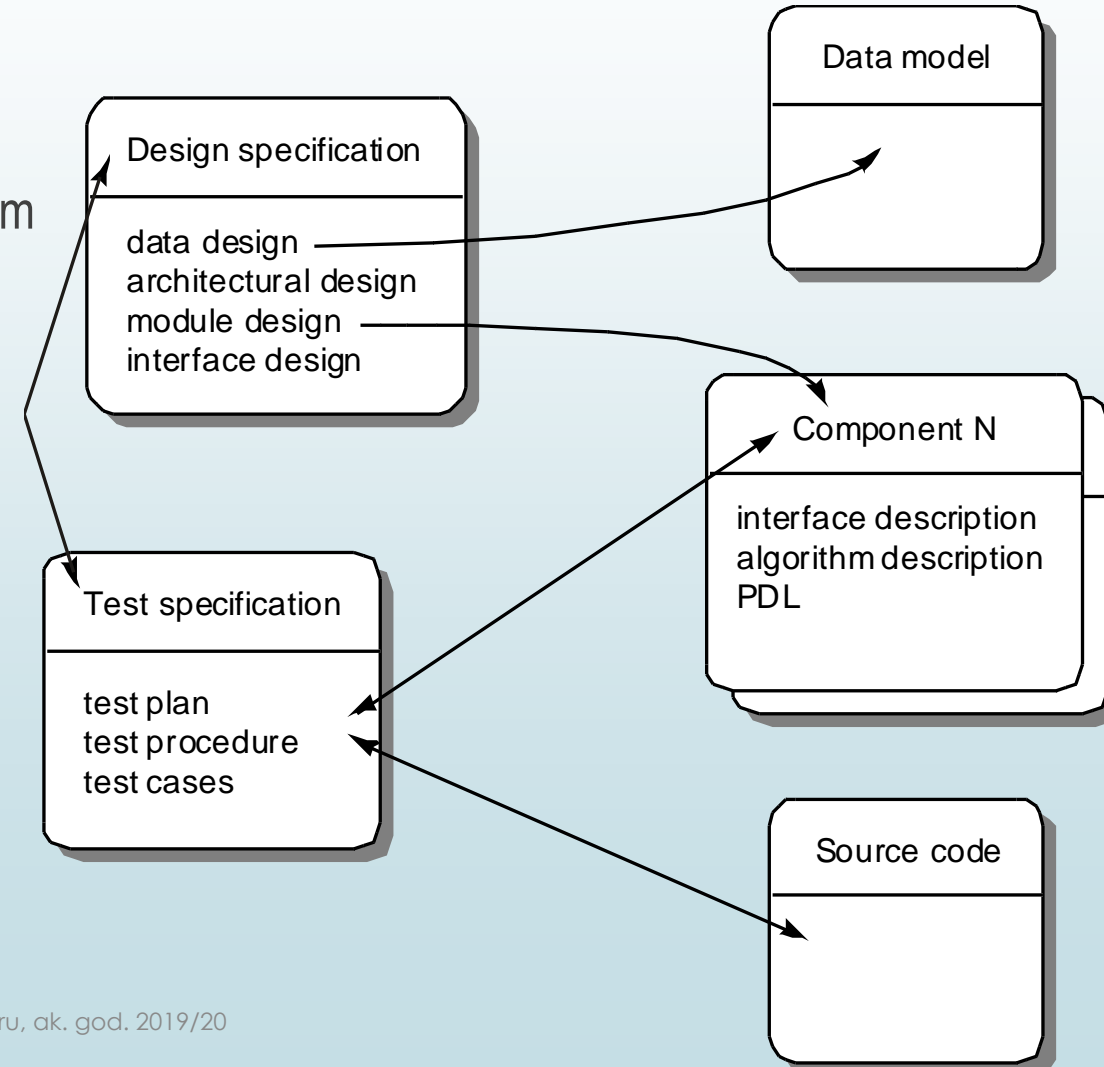 Data model
Design specification
m
data design
architectural design
module design
interface design
Component N
interface description
algorithm description
PDL
Test specification
test plan
test procedure
test cases
Source code
ru, ak. god. 2019/20